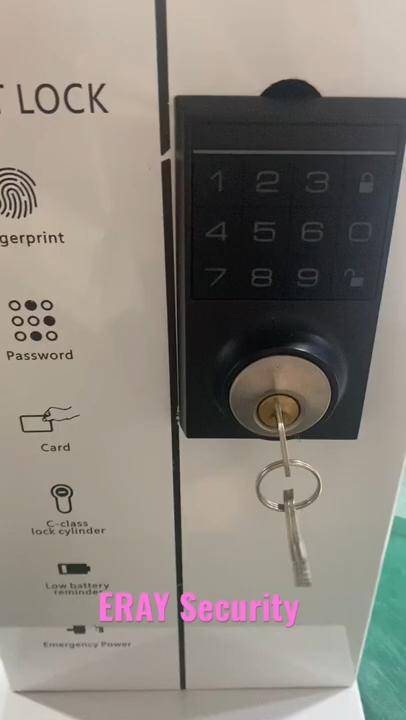 T LOCK
gerprint
Password
Card
C-class
lock cylinder
Low battery
reminder
Emergency Power
1 2 3
4 5 6 0
7 8 9
ERAY Security